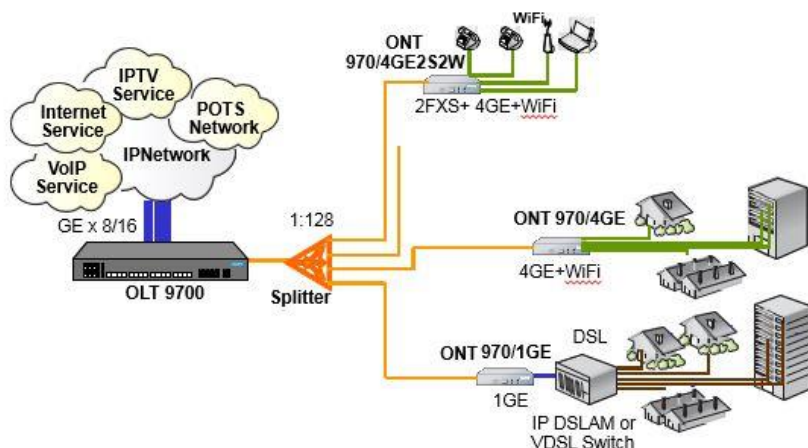 WiFi
ONT
970/4GE2S2W
2FXS+ 4GE+WiFi
IPTV
Service
Internet
Service
POTS
Network
IPNetwork
VoIP
Service
GE x 8/16
1:128
OLT 9700
Splitter
ONT 970/4GE
4GE+WiFi
DSL
ONT 970/1GE
1GE
IP DSLAM or
VDSL Switch